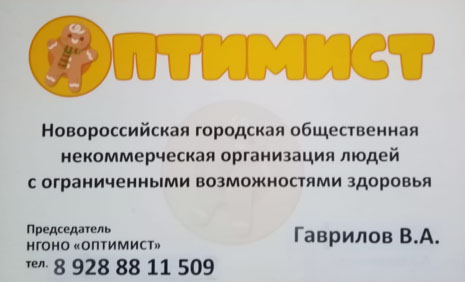 Оптимист
Новороссийская городская общественная
некоммерческая организация людей
с ограниченными возможностями здоровья
Председатель
НГОНО «ОПТИМИСТ»
тел. 8 928 88 11 509
Гаврилов В.А.